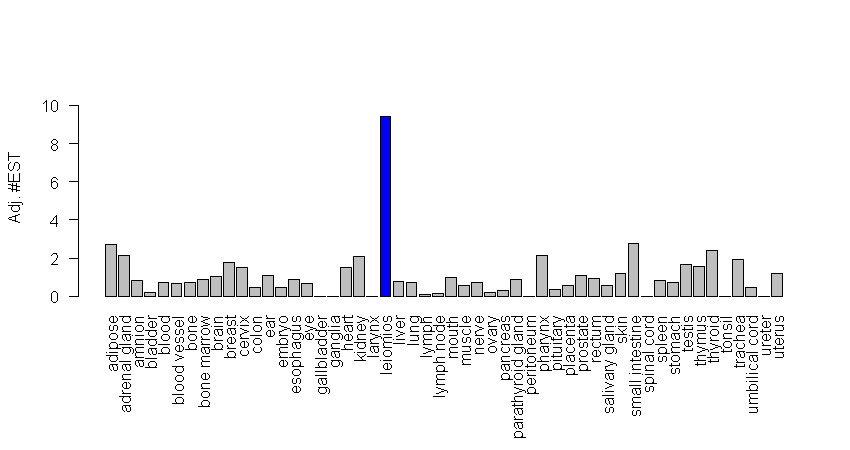 Adj. #EST
10
8
6
4
2
0
adipose
adrenal gland
amnion
bladder
blood
blood vessel
bone
bone marrow
brain
breast
cervix
colon
ear
embryo
esophagus
eye
gallbladder
ganglia
heart
kidney
larynx
leiomios
liver
lung
lymph
lymph node
mouth
muscle
nerve
ovary
pancreas
parathyroid gland
peritoneum
pharynx
pituitary
placenta
prostate
rectum
salivary gland
skin
small intestine
spinal cord
spleen
stomach
testis
thymus
thyroid
tonsil
trachea
umbilical cord
ureter
uterus